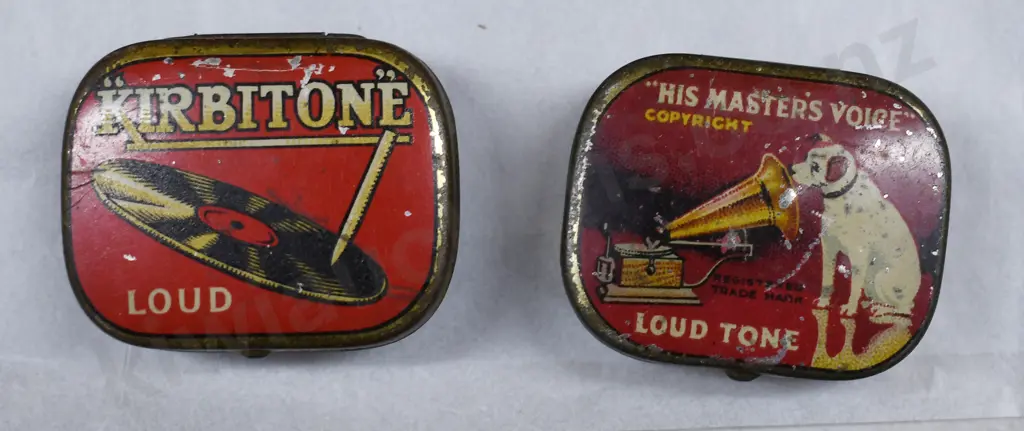 "KIRBITONE"
LOUD
"HIS MASTERS VOICE"
COPYRIGHT
REGISTERED
TRADE MARK
LOUD TONE